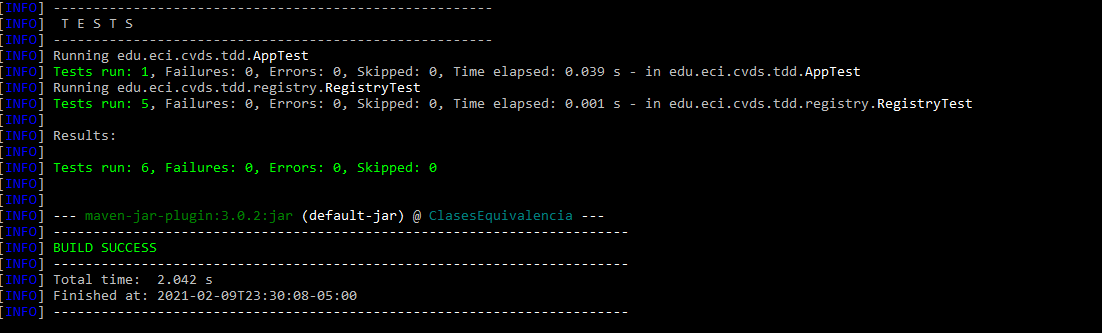 [INFO] -------------------------------------------------------
[INFO]  T E S T S
[INFO] -------------------------------------------------------
[INFO] Running edu.eci.cvds.tdd.AppTest
[INFO] Tests run: 1, Failures: 0, Errors: 0, Skipped: 0, Time elapsed: 0.039 s - in edu.eci.cvds.tdd.AppTest
[INFO] Running edu.eci.cvds.tdd.registry.RegistryTest
[INFO] Tests run: 5, Failures: 0, Errors: 0, Skipped: 0, Time elapsed: 0.001 s - in edu.eci.cvds.tdd.registry.RegistryTest
[INFO]
[INFO] Results:
[INFO]
[INFO] Tests run: 6, Failures: 0, Errors: 0, Skipped: 0
[INFO]
[INFO]
[INFO] --- maven-jar-plugin:3.0.2:jar (default-jar) @ ClasesEquivalencia ---
[INFO] ------------------------------------------------------------------------
[INFO] BUILD SUCCESS
[INFO] ------------------------------------------------------------------------
[INFO] Total time:  2.042 s
[INFO] Finished at: 2021-02-09T23:30:08-05:00
[INFO] ------------------------------------------------------------------------